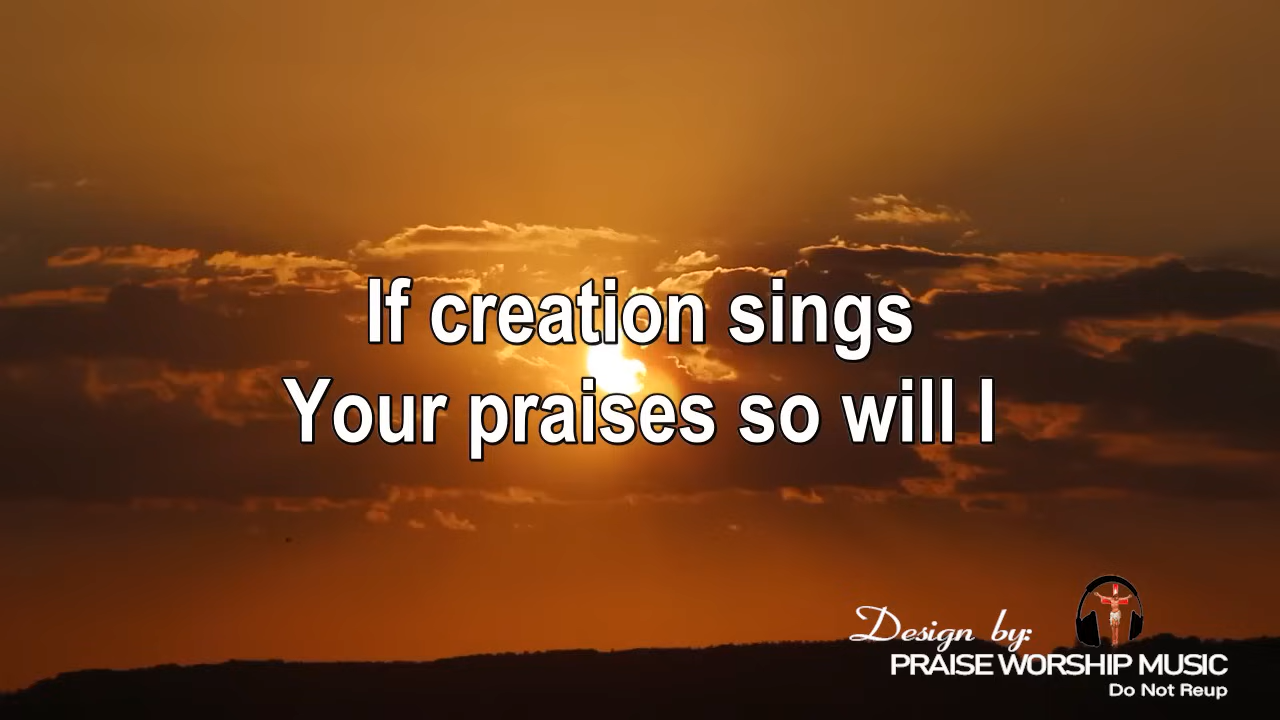 If creation sings
Your praises so will I
Design by:
PRAISE WORSHIP MUSIC
Do Not Reup